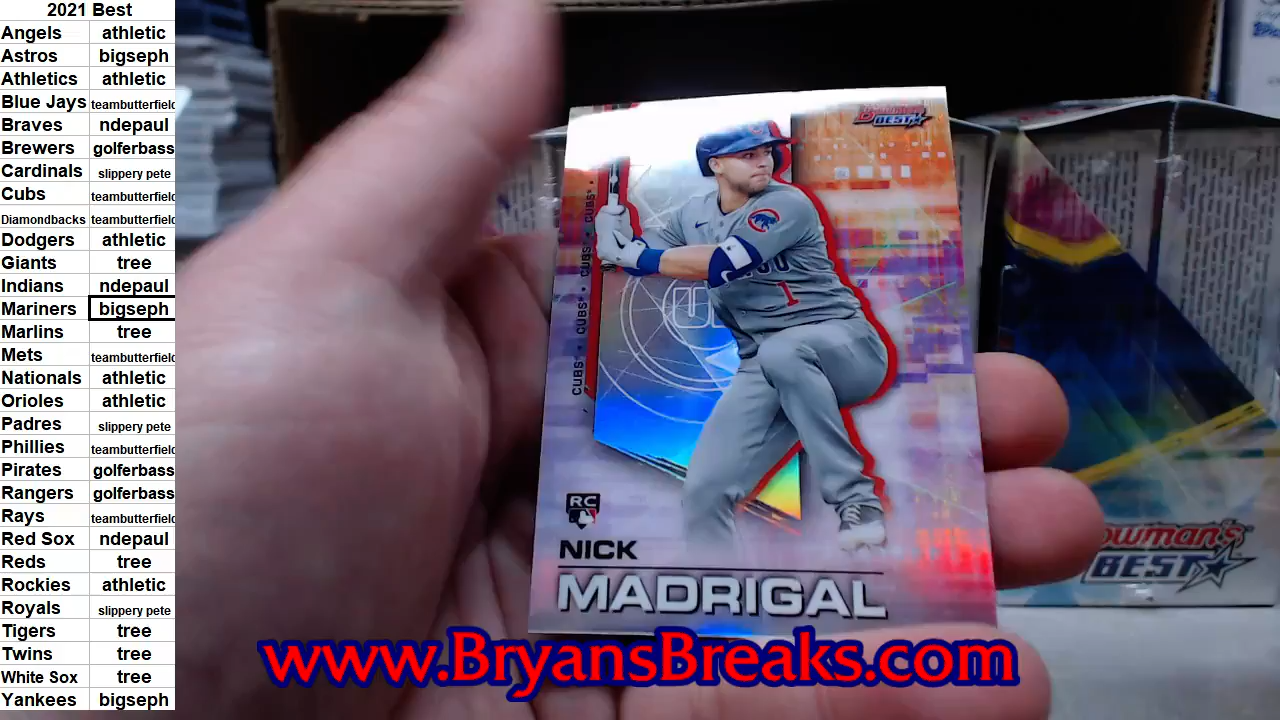 2021 Best
Angels athletic
Astros bigseph
Athletics athletic
Blue Jays teambutterfield
Braves ndepaul
Brewers golferbass
Cardinals slippery pete
Cubs teambutterfield
Diamondbacks teambutterfield
Dodgers athletic
Giants tree
Indians ndepaul
Mariners bigseph
Marlins tree
Mets teambutterfield
Nationals athletic
Orioles athletic
Padres slippery pete
Phillies teambutterfield
Pirates golferbass
Rangers golferbass
Rays teambutterfield
Red Sox ndepaul
Reds tree
Rockies athletic
Royals slippery pete
Tigers tree
Twins tree
White Sox tree
Yankees bigseph
Bowman's
BEST
CUBS • CUBS • CUBS • CUBS
1
RC
NICK
MADRIGAL
owman's
BEST
www.BryansBreaks.com